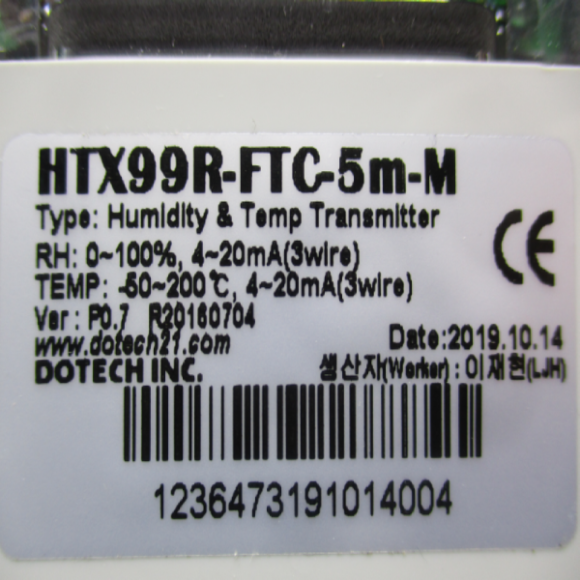 HTX99R-FTC-5m-M
Type: Humidity & Temp Transmitter
RH: 0~100%, 4~20mA(3wire)
TEMP: -50~200℃, 4~20mA(3wire)
Ver : P0.7 R20160704
www.dotech21.com
Date:2019.10.14
DOTECH INC.
생산자(Worker) : 이재현(LJH)
CE
1236473191014004